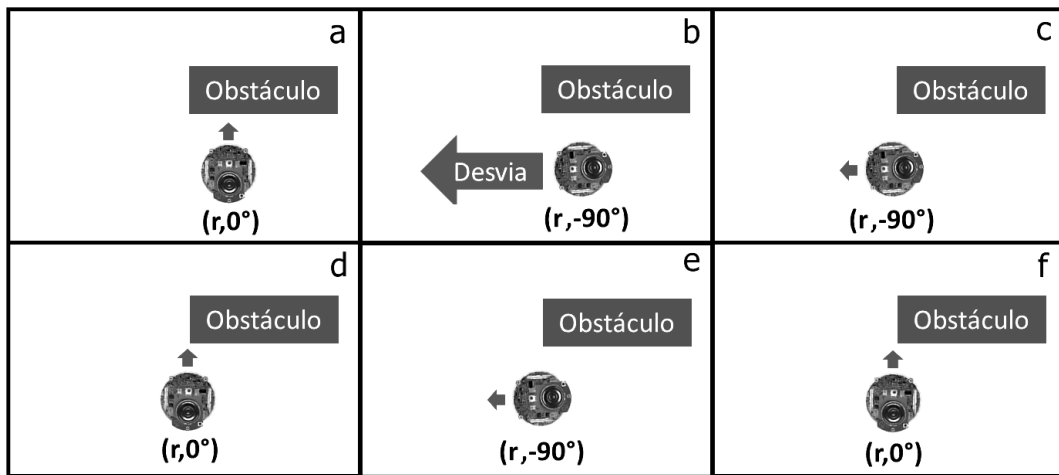 a
Obstáculo
(r,0°)
b
Obstáculo
Desvia
(r,-90°)
c
Obstáculo
(r,-90°)
d
Obstáculo
(r,0°)
e
Obstáculo
(r,-90°)
f
Obstáculo
(r,0°)